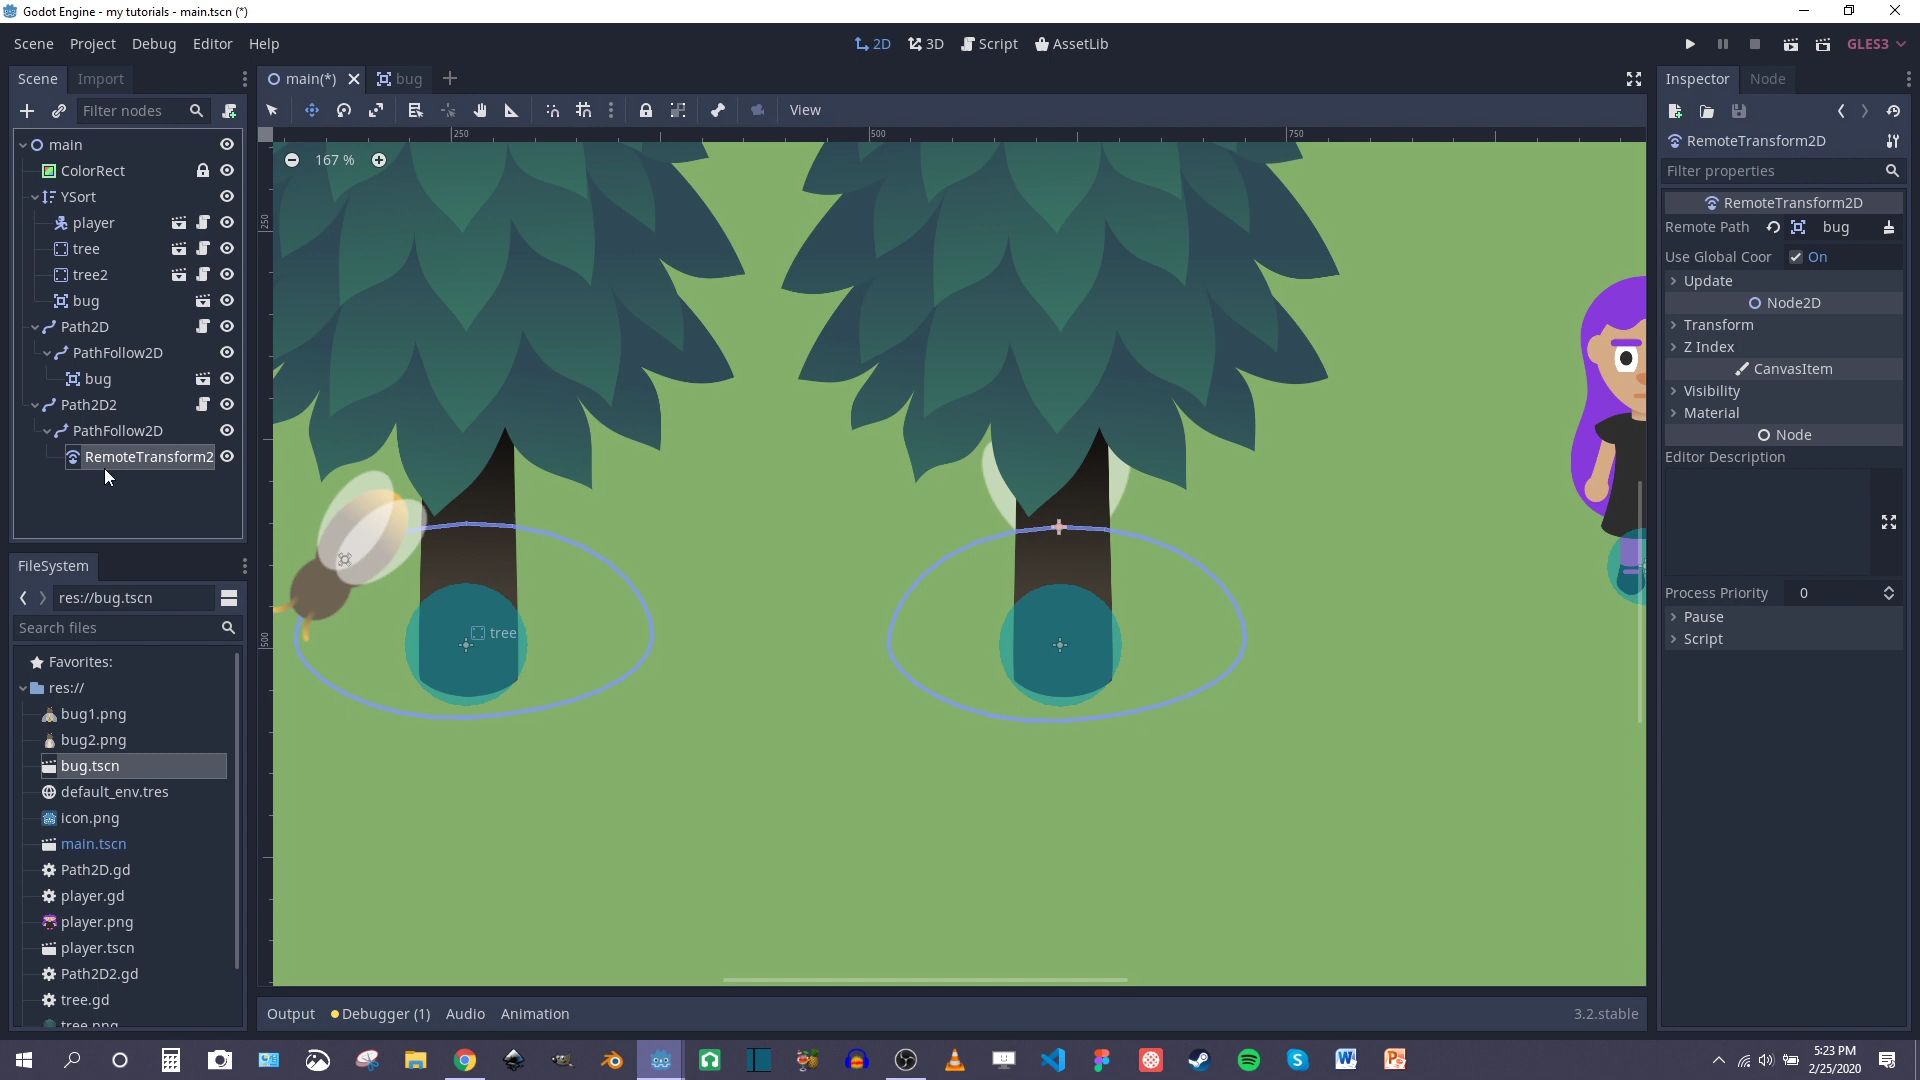 Godot Engine - my tutorials - main.tscn (*)
Scene Project Debug Editor Help
2D 3D Script AssetLib
GLES3
Scene Import
main(*) bug
Inspector Node
Filter nodes
View
RemoteTransform2D
Filter properties
main
ColorRect
YSort
player
tree
tree2
bug
Path2D
PathFollow2D
bug
Path2D2
PathFollow2D
RemoteTransform2
250
500
750
167 %
250
500
tree
RemoteTransform2D
Remote Path bug
Use Global Coor On
Update
Node2D
Transform
Z Index
CanvasItem
Visibility
Material
Node
Editor Description
Process Priority 0
Pause
Script
FileSystem
res://bug.tscn
Search files
Favorites:
res://
bug1.png
bug2.png
bug.tscn
default_env.tres
icon.png
main.tscn
Path2D.gd
player.gd
player.png
player.tscn
Path2D2.gd
tree.gd
tree.png
Output Debugger (1) Audio Animation
3.2.stable
5:23 PM
2/25/2020